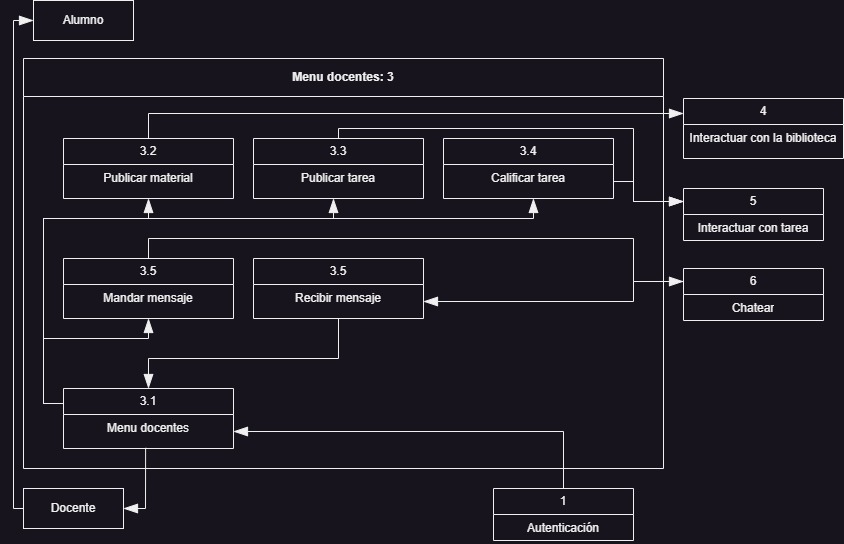 Alumno
Menu docentes: 3
4
Interactuar con la biblioteca
3.2
Publicar material
3.3
Publicar tarea
3.4
Calificar tarea
5
Interactuar con tarea
3.5
Mandar mensaje
3.5
Recibir mensaje
6
Chatear
3.1
Menu docentes
Docente
1
Autenticación